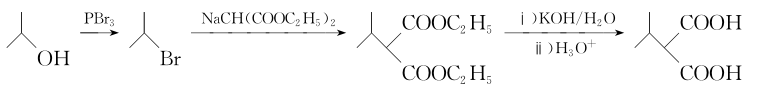 OH
PBr₃
Br
NaCH(COOC₂H₅)₂
COOC₂H₅
COOC₂H₅
ⅰ)KOH/H₂O
ⅱ)H₃O⁺
COOH
COOH